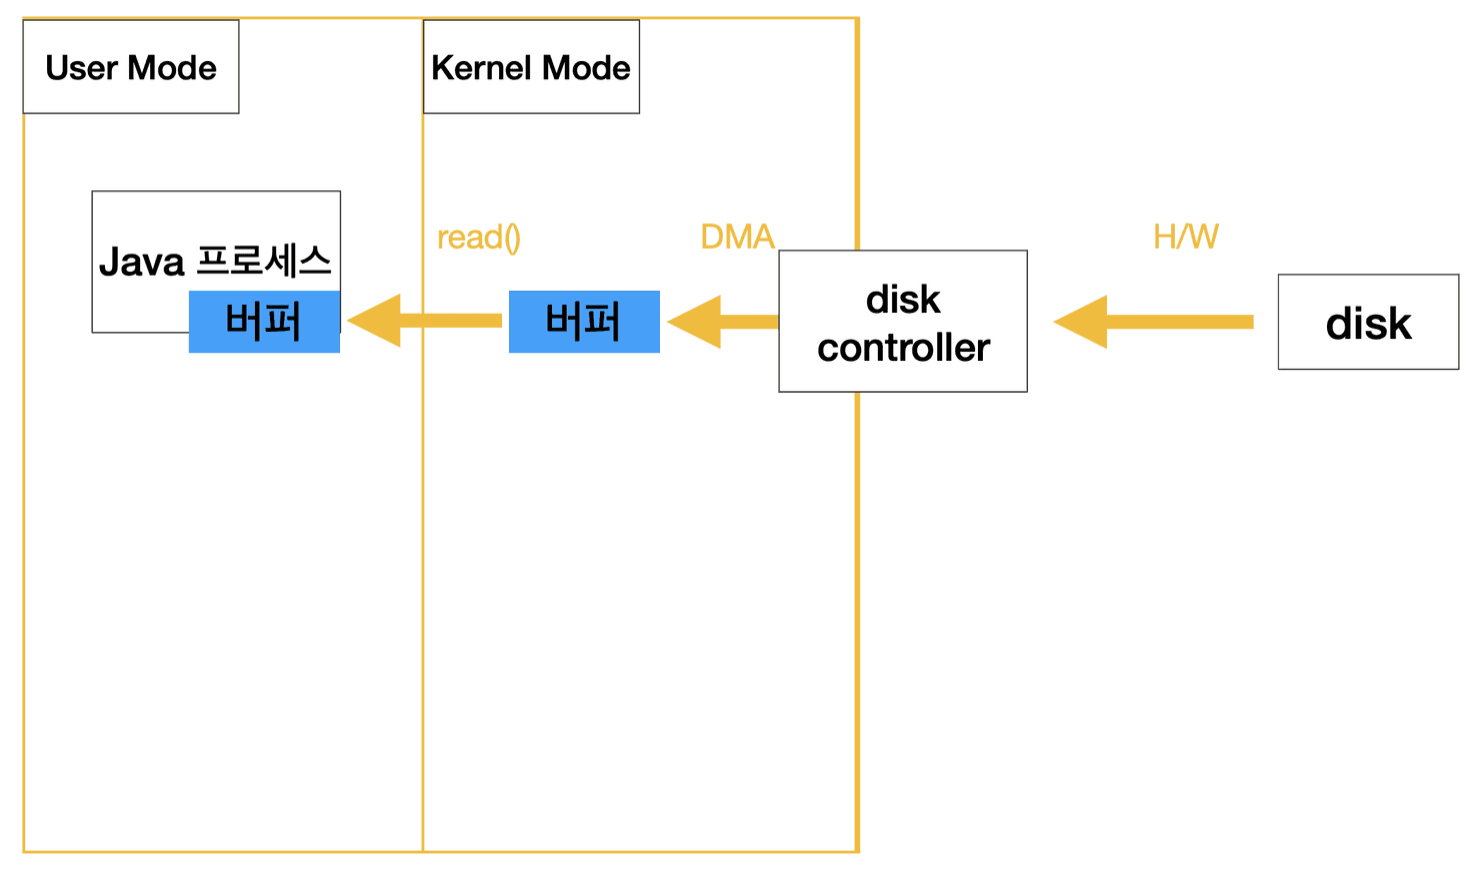 User Mode
Kernel Mode
Java 프로세스
버퍼
read()
버퍼
DMA
disk
controller
H/W
disk